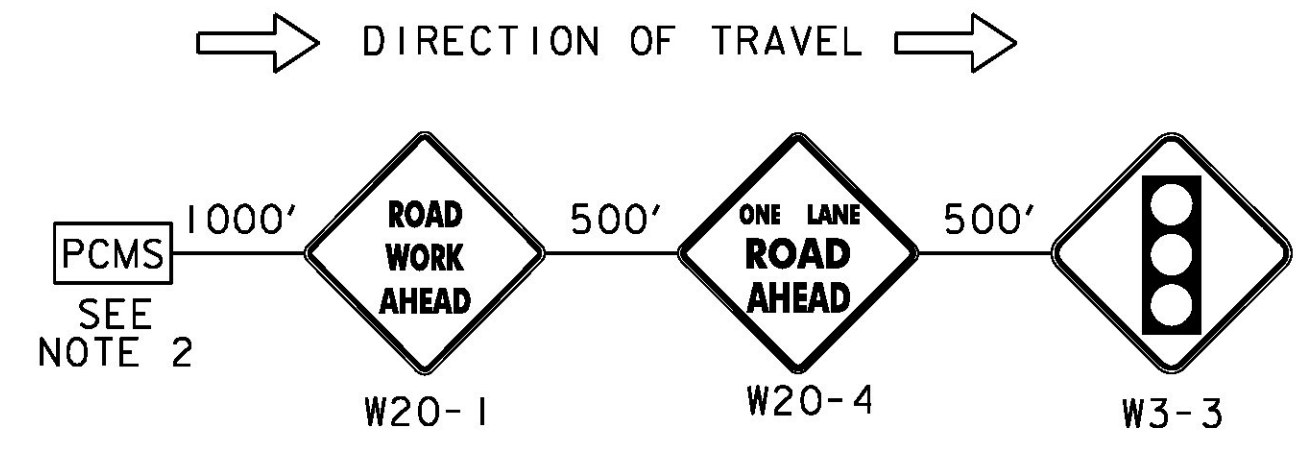 DIRECTION OF TRAVEL
PCMS
SEE
NOTE 2
1000'
ROAD
WORK
AHEAD
W20-1
500'
ONE LANE
ROAD
AHEAD
W20-4
500'
W3-3